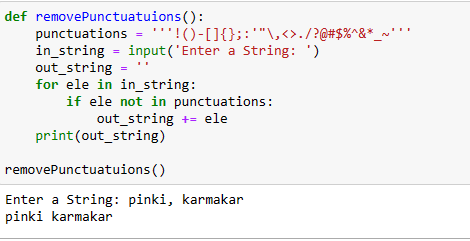 def removePunctuatuions():
    punctuations = '''!()-[]{};:'"\,<>./?@#$%^&*_~'''
    in_string = input('Enter a String: ')
    out_string = ''
    for ele in in_string:
        if ele not in punctuations:
            out_string += ele
    print(out_string)

removePunctuatuions()
Enter a String: pinki, karmakar
pinki karmakar